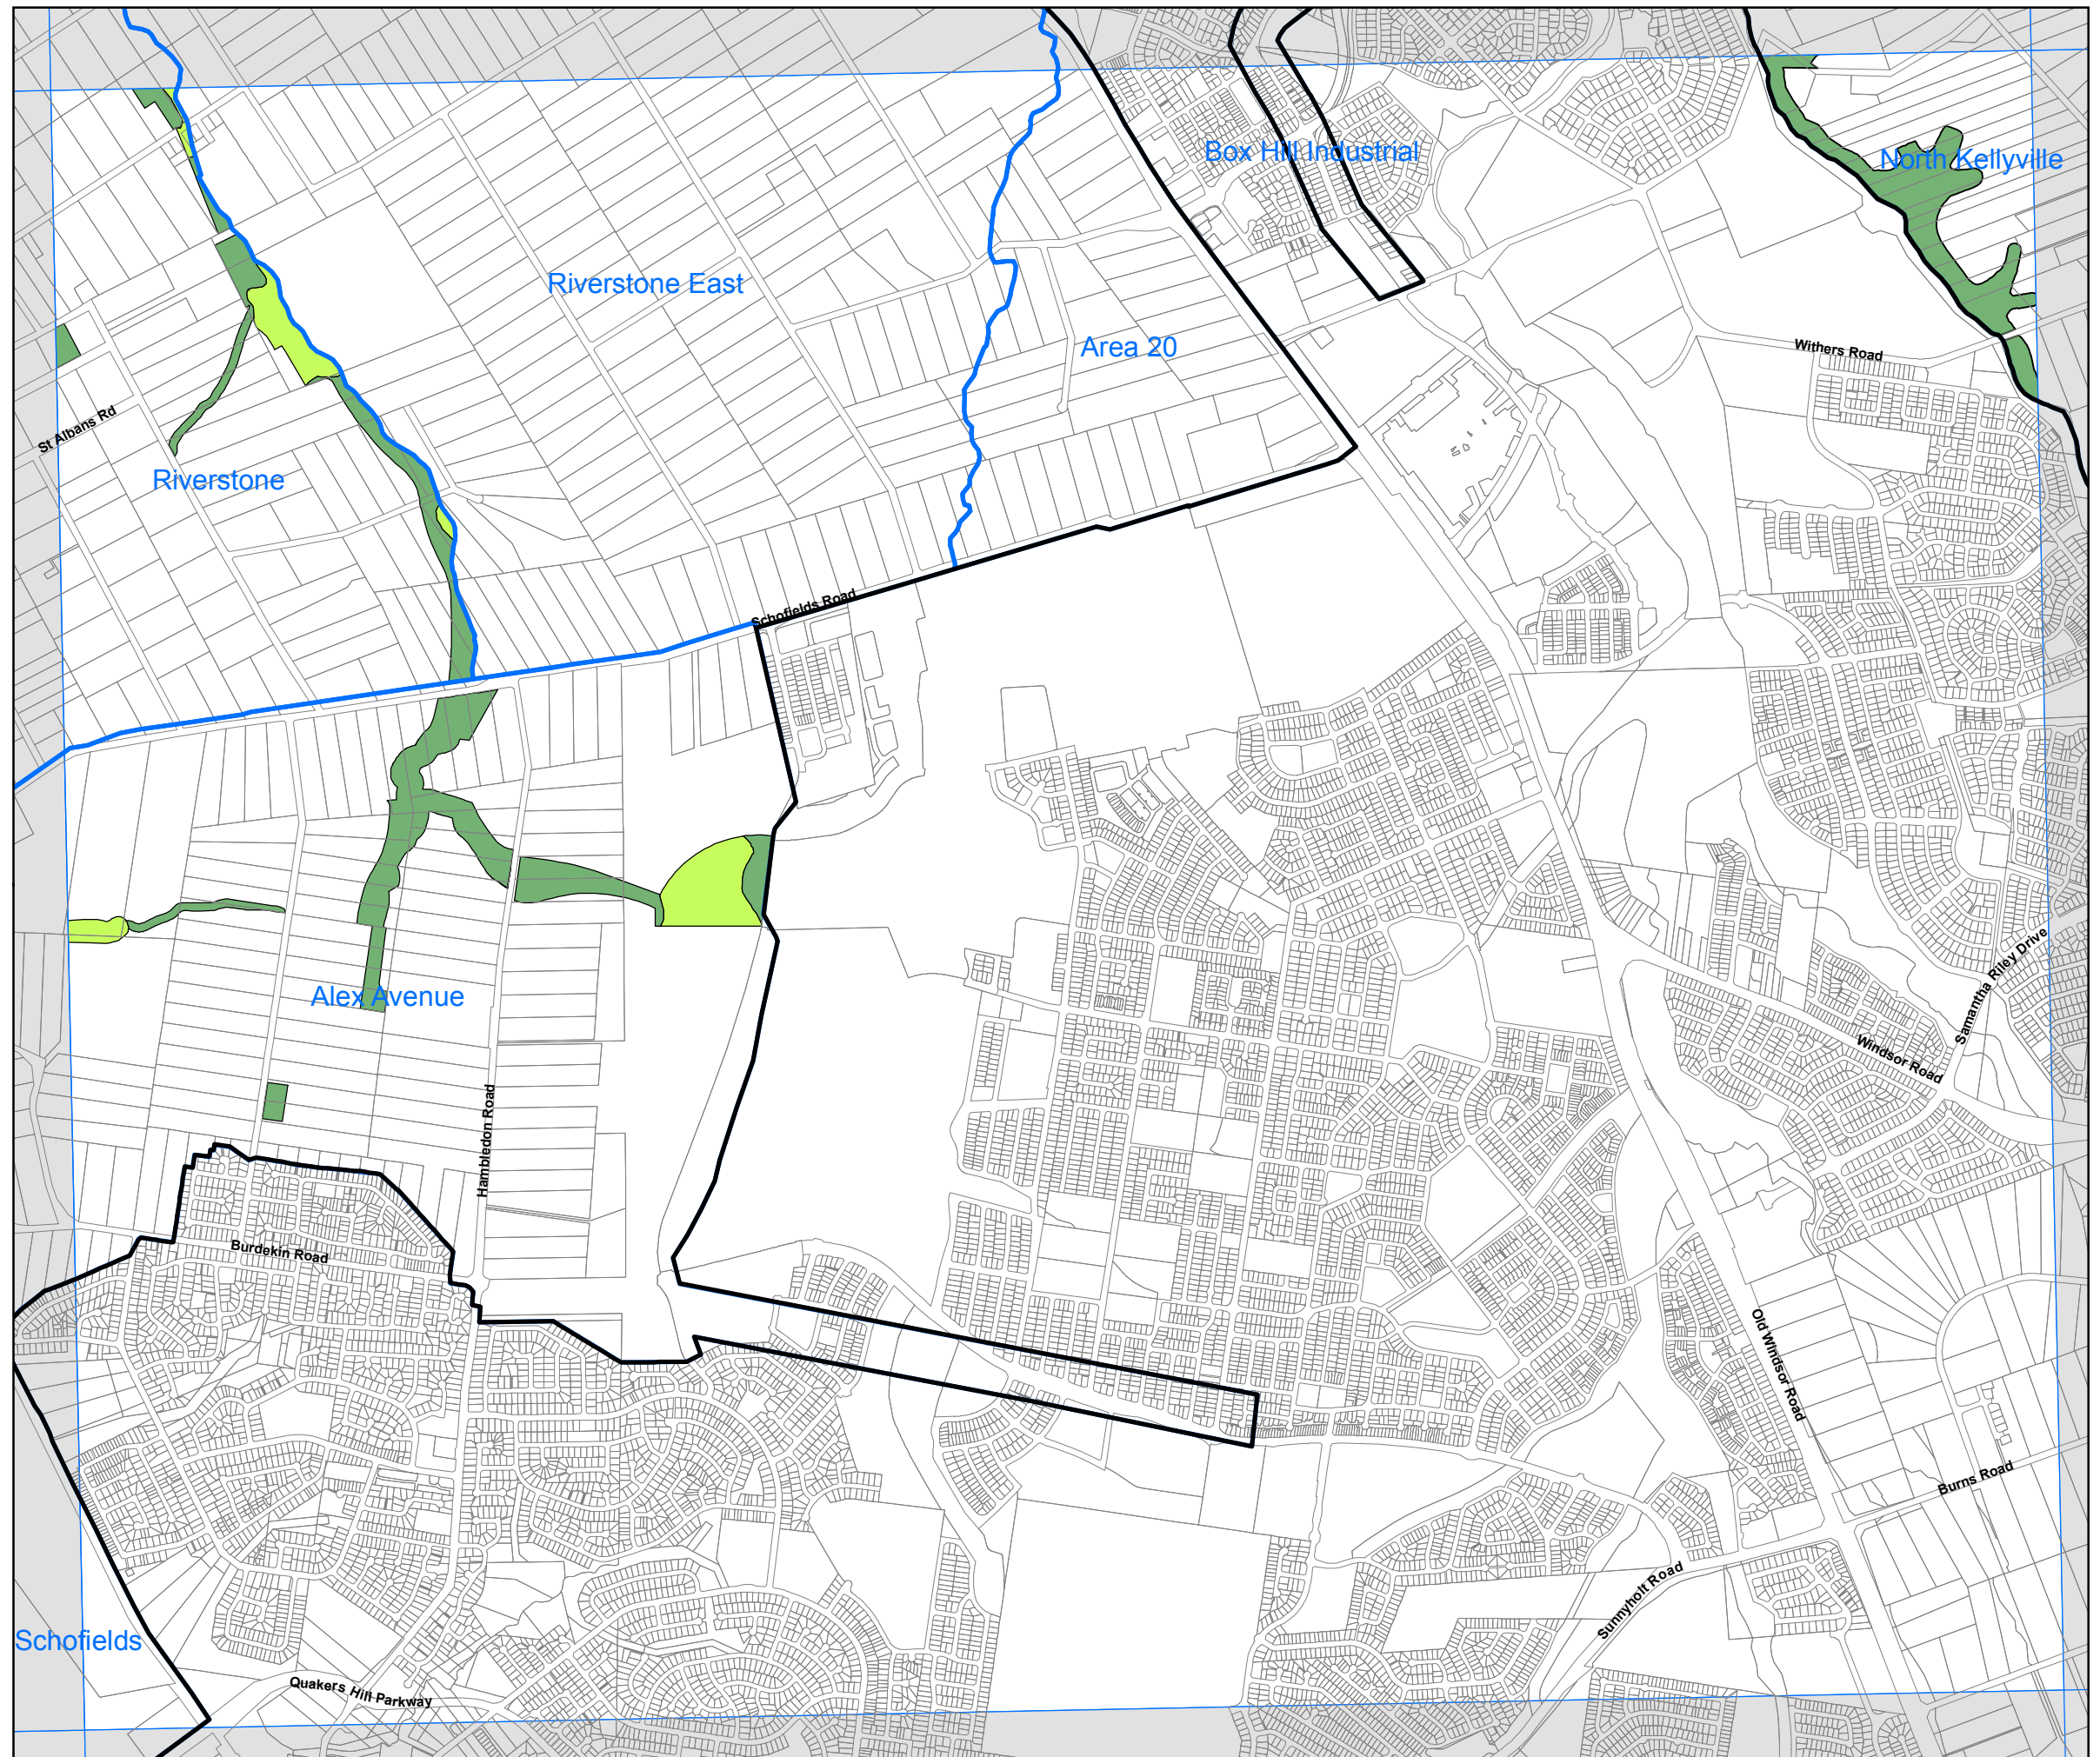 Box Hill Industrial
North Kellyville
Riverstone East
Area 20
Withers Road
St Albans Rd
Riverstone
Schofields Road
Alex Avenue
Samantha Riley Drive
Windsor Road
Hambledon Road
Burdekin Road
Old Windsor Road
Burns Road
Sunnyholt Road
Schofields
Quakers Hill Parkway